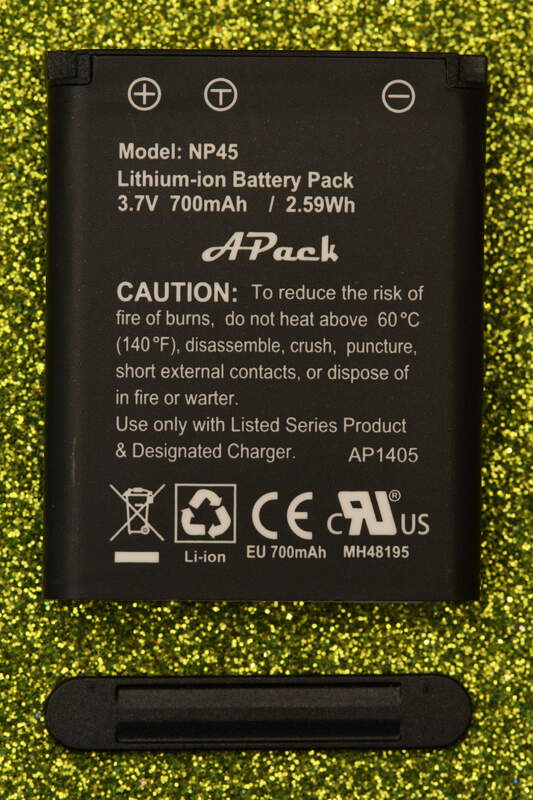 + T −
Model: NP45
Lithium-ion Battery Pack
3.7V 700mAh / 2.59Wh
APack
CAUTION: To reduce the risk of
fire of burns, do not heat above 60°C
(140°F), disassemble, crush, puncture,
short external contacts, or dispose of
in fire or warter.
Use only with Listed Series Product
& Designated Charger. AP1405
Li-ion
CE
EU 700mAh
c RU® US
MH48195